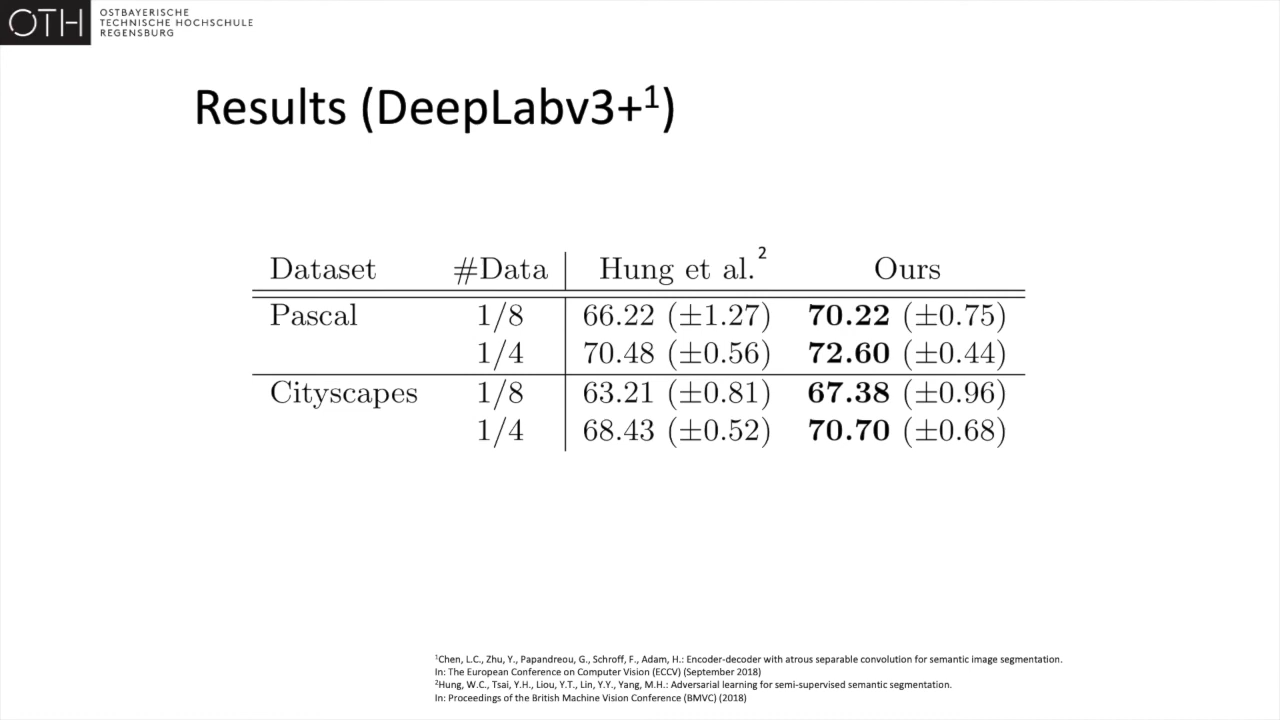 OTH
OSTBAYERISCHE
TECHNISCHE HOCHSCHULE
REGENSBURG
Results (DeepLabv3+¹)
Dataset #Data Hung et al.² Ours
Pascal 1/8 66.22 (±1.27) 70.22 (±0.75)
1/4 70.48 (±0.56) 72.60 (±0.44)
Cityscapes 1/8 63.21 (±0.81) 67.38 (±0.96)
1/4 68.43 (±0.52) 70.70 (±0.68)
¹Chen, L.C., Zhu, Y., Papandreou, G., Schroff, F., Adam, H.: Encoder-decoder with atrous separable convolution for semantic image segmentation.
In: The European Conference on Computer Vision (ECCV) (September 2018)
²Hung, W.C., Tsai, Y.H., Liou, Y.T., Lin, Y.Y., Yang, M.H.: Adversarial learning for semi-supervised semantic segmentation.
In: Proceedings of the British Machine Vision Conference (BMVC) (2018)